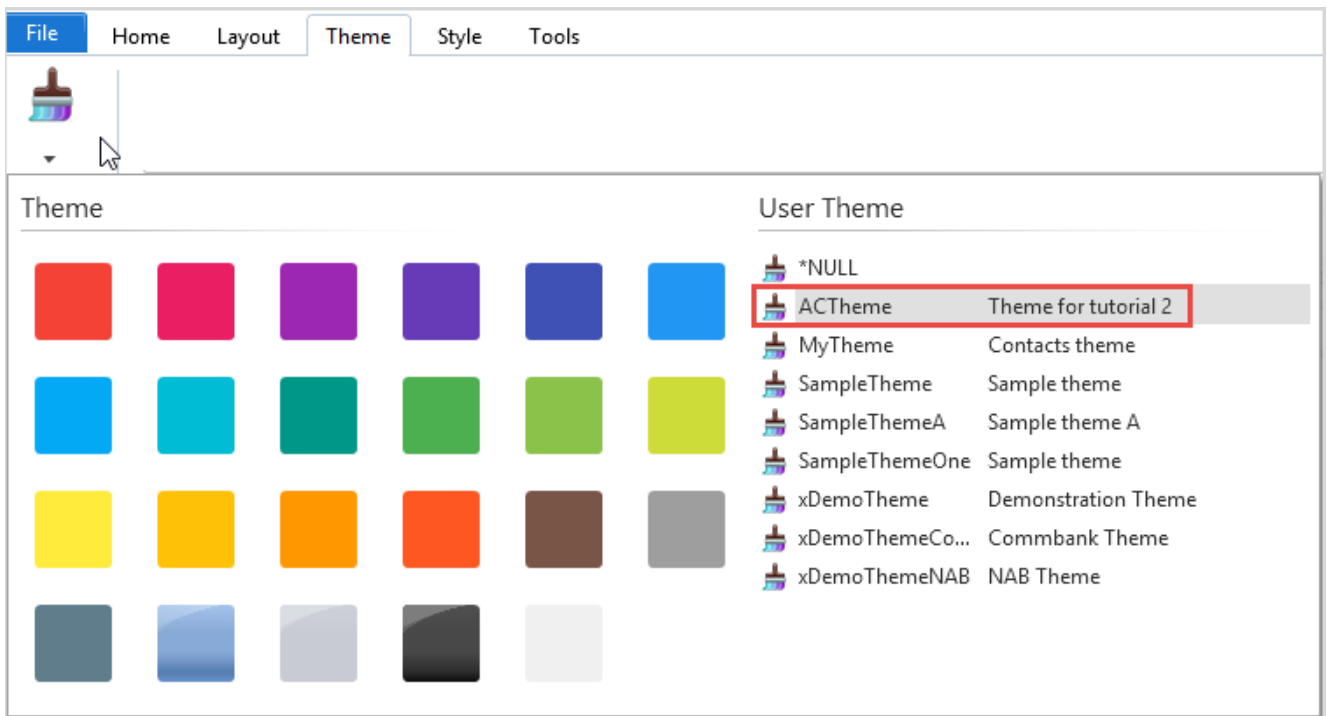 File Home Layout Theme Style Tools
Theme
User Theme
*NULL
ACTheme Theme for tutorial 2
MyTheme Contacts theme
SampleTheme Sample theme
SampleThemeA Sample theme A
SampleThemeOne Sample theme
xDemoTheme Demonstration Theme
xDemoThemeCo... Commbank Theme
xDemoThemeNAB NAB Theme